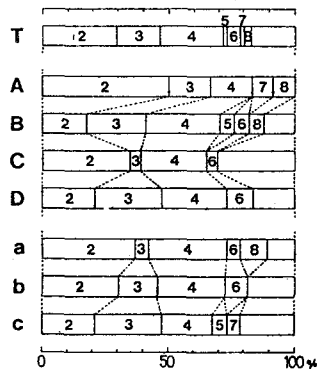 5 7
T 2 3 4 6 8
A 2 3 4 7 8
B 2 3 4 5 6 8
C 2 3 4 6
D 2 3 4 6
a 2 3 4 6 8
b 2 3 4 6
c 2 3 4 5 7
0 50 100%